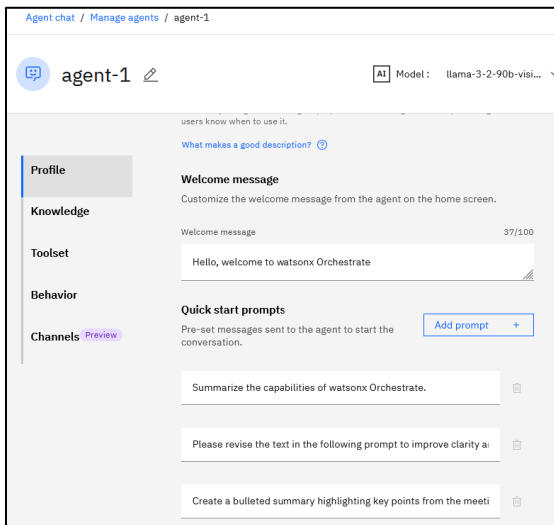 Agent chat / Manage agents / agent-1
agent-1
AI Model : llama-3-2-90b-visi...
users know when to use it.
What makes a good description?
Profile
Knowledge
Toolset
Behavior
Channels Preview
Welcome message
Customize the welcome message from the agent on the home screen.
Welcome message 37/100
Hello, welcome to watsonx Orchestrate
Quick start prompts
Pre-set messages sent to the agent to start the
conversation.
Add prompt +
Summarize the capabilities of watsonx Orchestrate.
Please revise the text in the following prompt to improve clarity
Create a bulleted summary highlighting key points from the